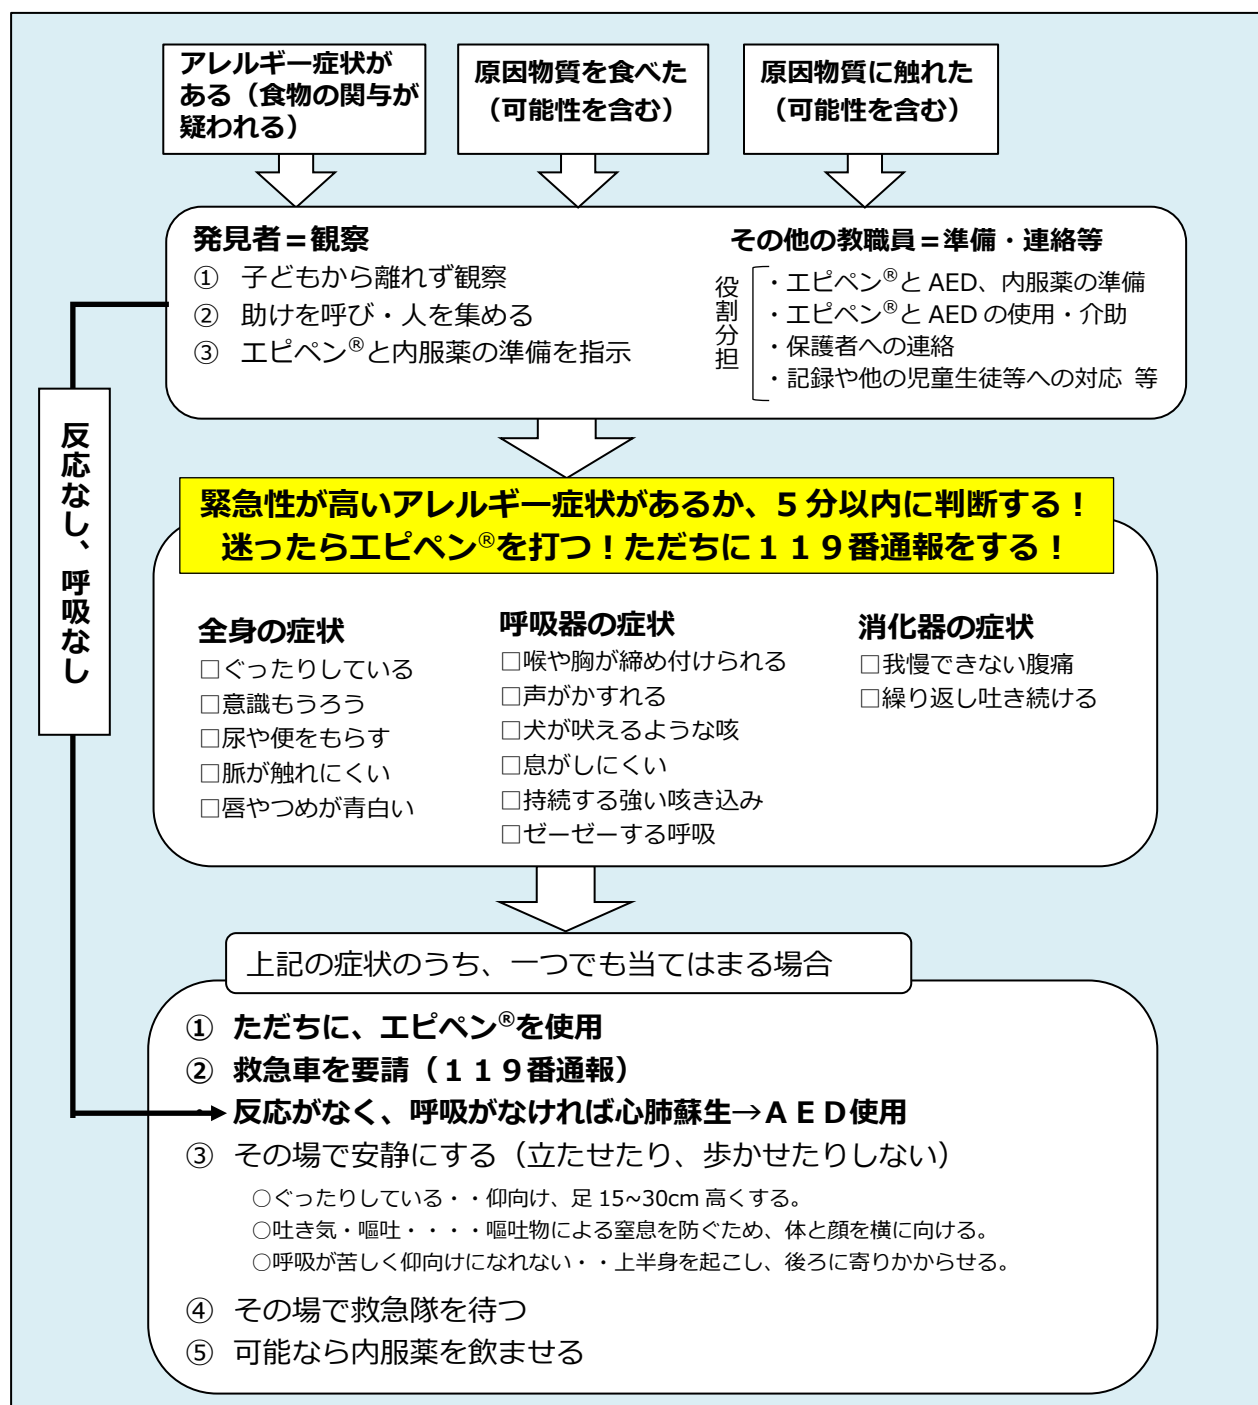 アレルギー症状が
ある（食物の関与が
疑われる）
原因物質を食べた
（可能性を含む）
原因物質に触れた
（可能性を含む）
発見者＝観察
① 子どもから離れず観察
② 助けを呼び・人を集める
③ エピペン®と内服薬の準備を指示
その他の教職員＝準備・連絡等
役割分担
・エピペン®と AED、内服薬の準備
・エピペン®と AED の使用・介助
・保護者への連絡
・記録や他の児童生徒等への対応 等
反応なし、呼吸なし
緊急性が高いアレルギー症状があるか、５分以内に判断する！
迷ったらエピペン®を打つ！ただちに１１９番通報をする！
全身の症状
□ぐったりしている
□意識もうろう
□尿や便をもらす
□脈が触れにくい
□唇やつめが青白い
呼吸器の症状
□喉や胸が締め付けられる
□声がかすれる
□犬が吠えるような咳
□息がしにくい
□持続する強い咳き込み
□ゼーゼーする呼吸
消化器の症状
□我慢できない腹痛
□繰り返し吐き続ける
上記の症状のうち、一つでも当てはまる場合
① ただちに、エピペン®を使用
② 救急車を要請（１１９番通報）
反応がなく、呼吸がなければ心肺蘇生→ＡＥＤ使用
③ その場で安静にする（立たせたり、歩かせたりしない）
○ぐったりしている・・仰向け、足 15~30cm 高くする。
○吐き気・嘔吐・・・・嘔吐物による窒息を防ぐため、体と顔を横に向ける。
○呼吸が苦しく仰向けになれない・・上半身を起こし、後ろに寄りかからせる。
④ その場で救急隊を待つ
⑤ 可能なら内服薬を飲ませる